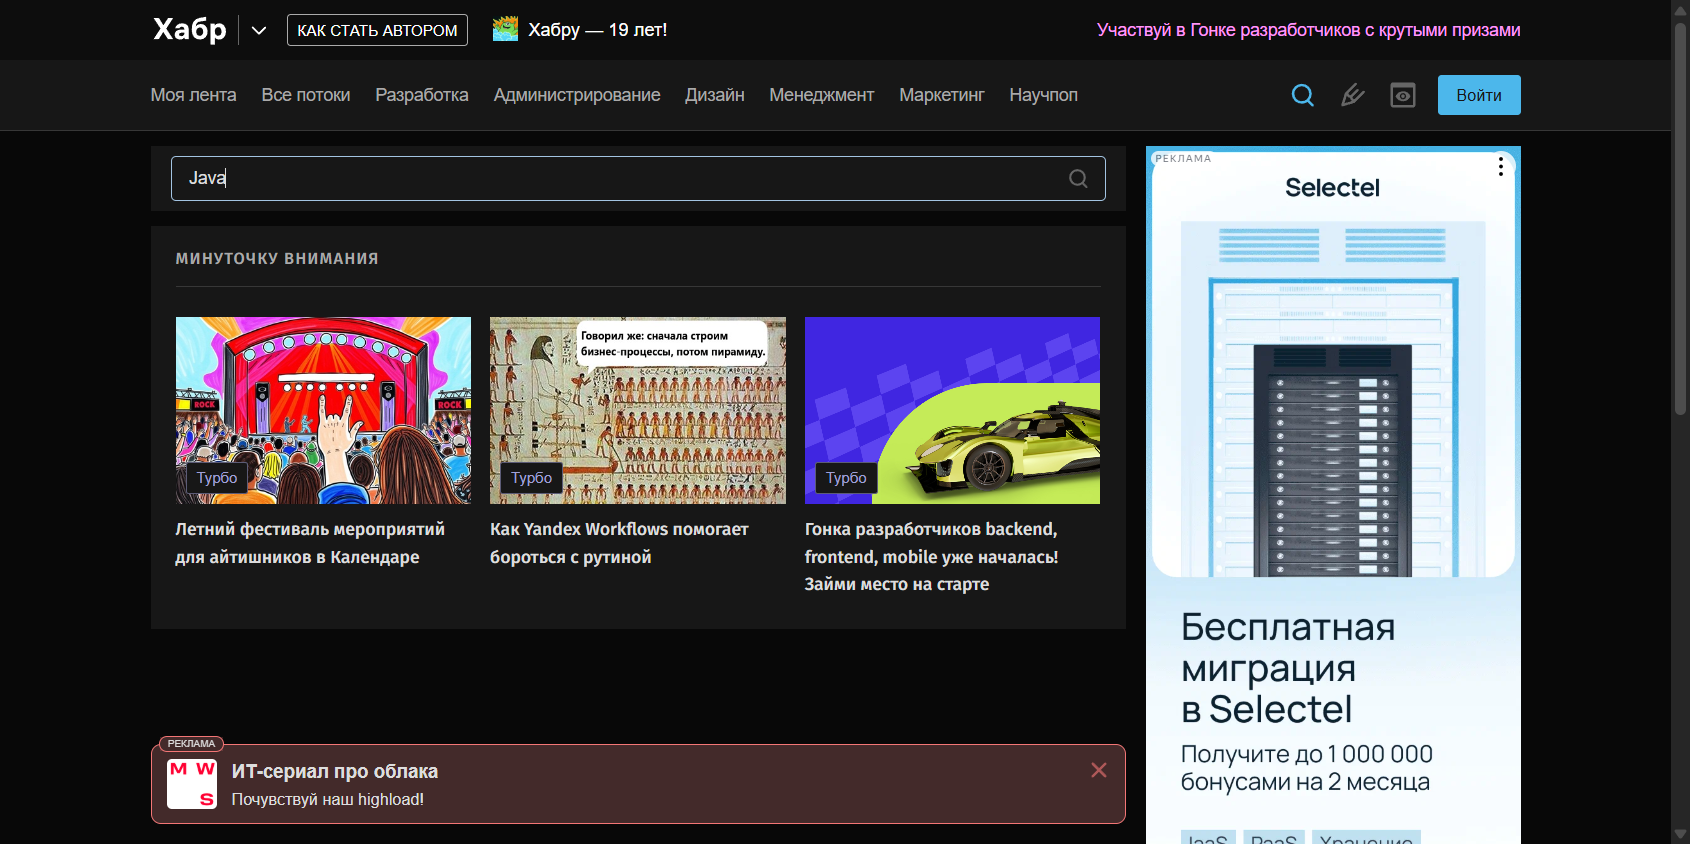 Хабр
КАК СТАТЬ АВТОРОМ
Хабру — 19 лет!
Участвуй в Гонке разработчиков с крутыми призами
Моя лента
Все потоки
Разработка
Администрирование
Дизайн
Менеджмент
Маркетинг
Научпоп
Войти
Java
МИНУТОЧКУ ВНИМАНИЯ
ROCK
ROCK
Турбо
Летний фестиваль мероприятий
для айтишников в Календаре
Говорил же: сначала строим
бизнес-процессы, потом пирамиду.
Турбо
Как Yandex Workflows помогает
бороться с рутиной
Турбо
Гонка разработчиков backend,
frontend, mobile уже началась!
Займи место на старте
РЕКЛАМА
MW
S
ИТ-сериал про облака
Почувствуй наш highload!
РЕКЛАМА
Selectel
Бесплатная
миграция
в Selectel
Получите до 1 000 000
бонусами на 2 месяца
IaaS
PaaS
Хранение